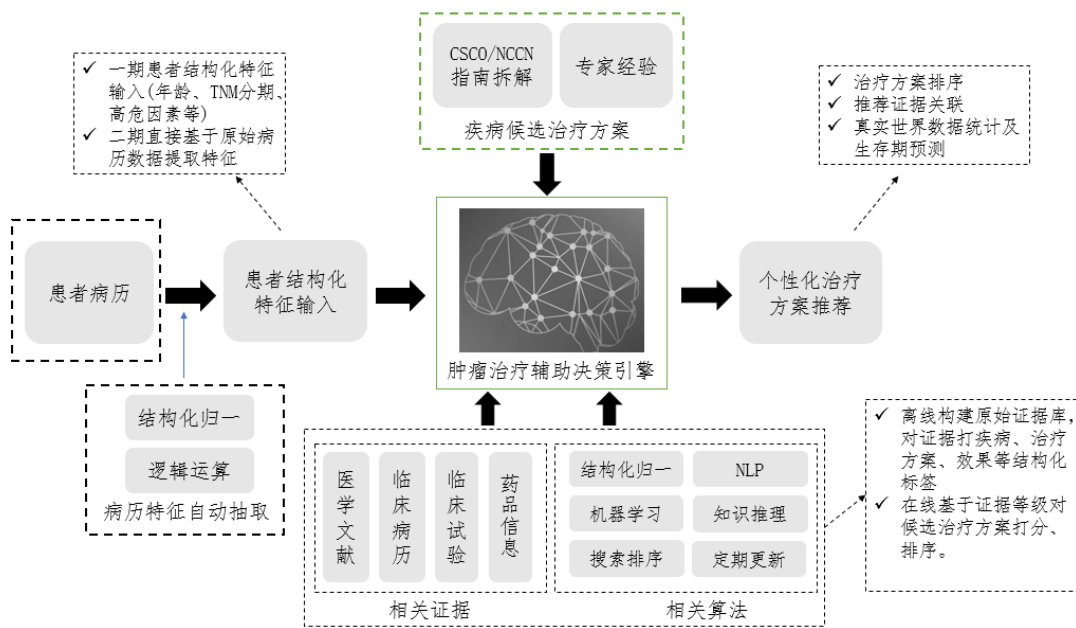 CSCO/NCCN
指南拆解
专家经验
疾病候选治疗方案
✓ 一期患者结构化特征
输入(年龄、TNM分期、
高危因素等)
✓ 二期直接基于原始病
历数据提取特征
✓ 治疗方案排序
✓ 推荐证据关联
✓ 真实世界数据统计及
生存期预测
患者病历
患者结构化
特征输入
肿瘤治疗辅助决策引擎
个性化治疗
方案推荐
结构化归一
逻辑运算
病历特征自动抽取
医学文献
临床病历
临床试验
药品信息
相关证据
结构化归一
NLP
机器学习
知识推理
搜索排序
定期更新
相关算法
✓ 离线构建原始证据库,
对证据打疾病、治疗
方案、效果等结构化
标签
✓ 在线基于证据等级对
候选治疗方案打分、
排序。